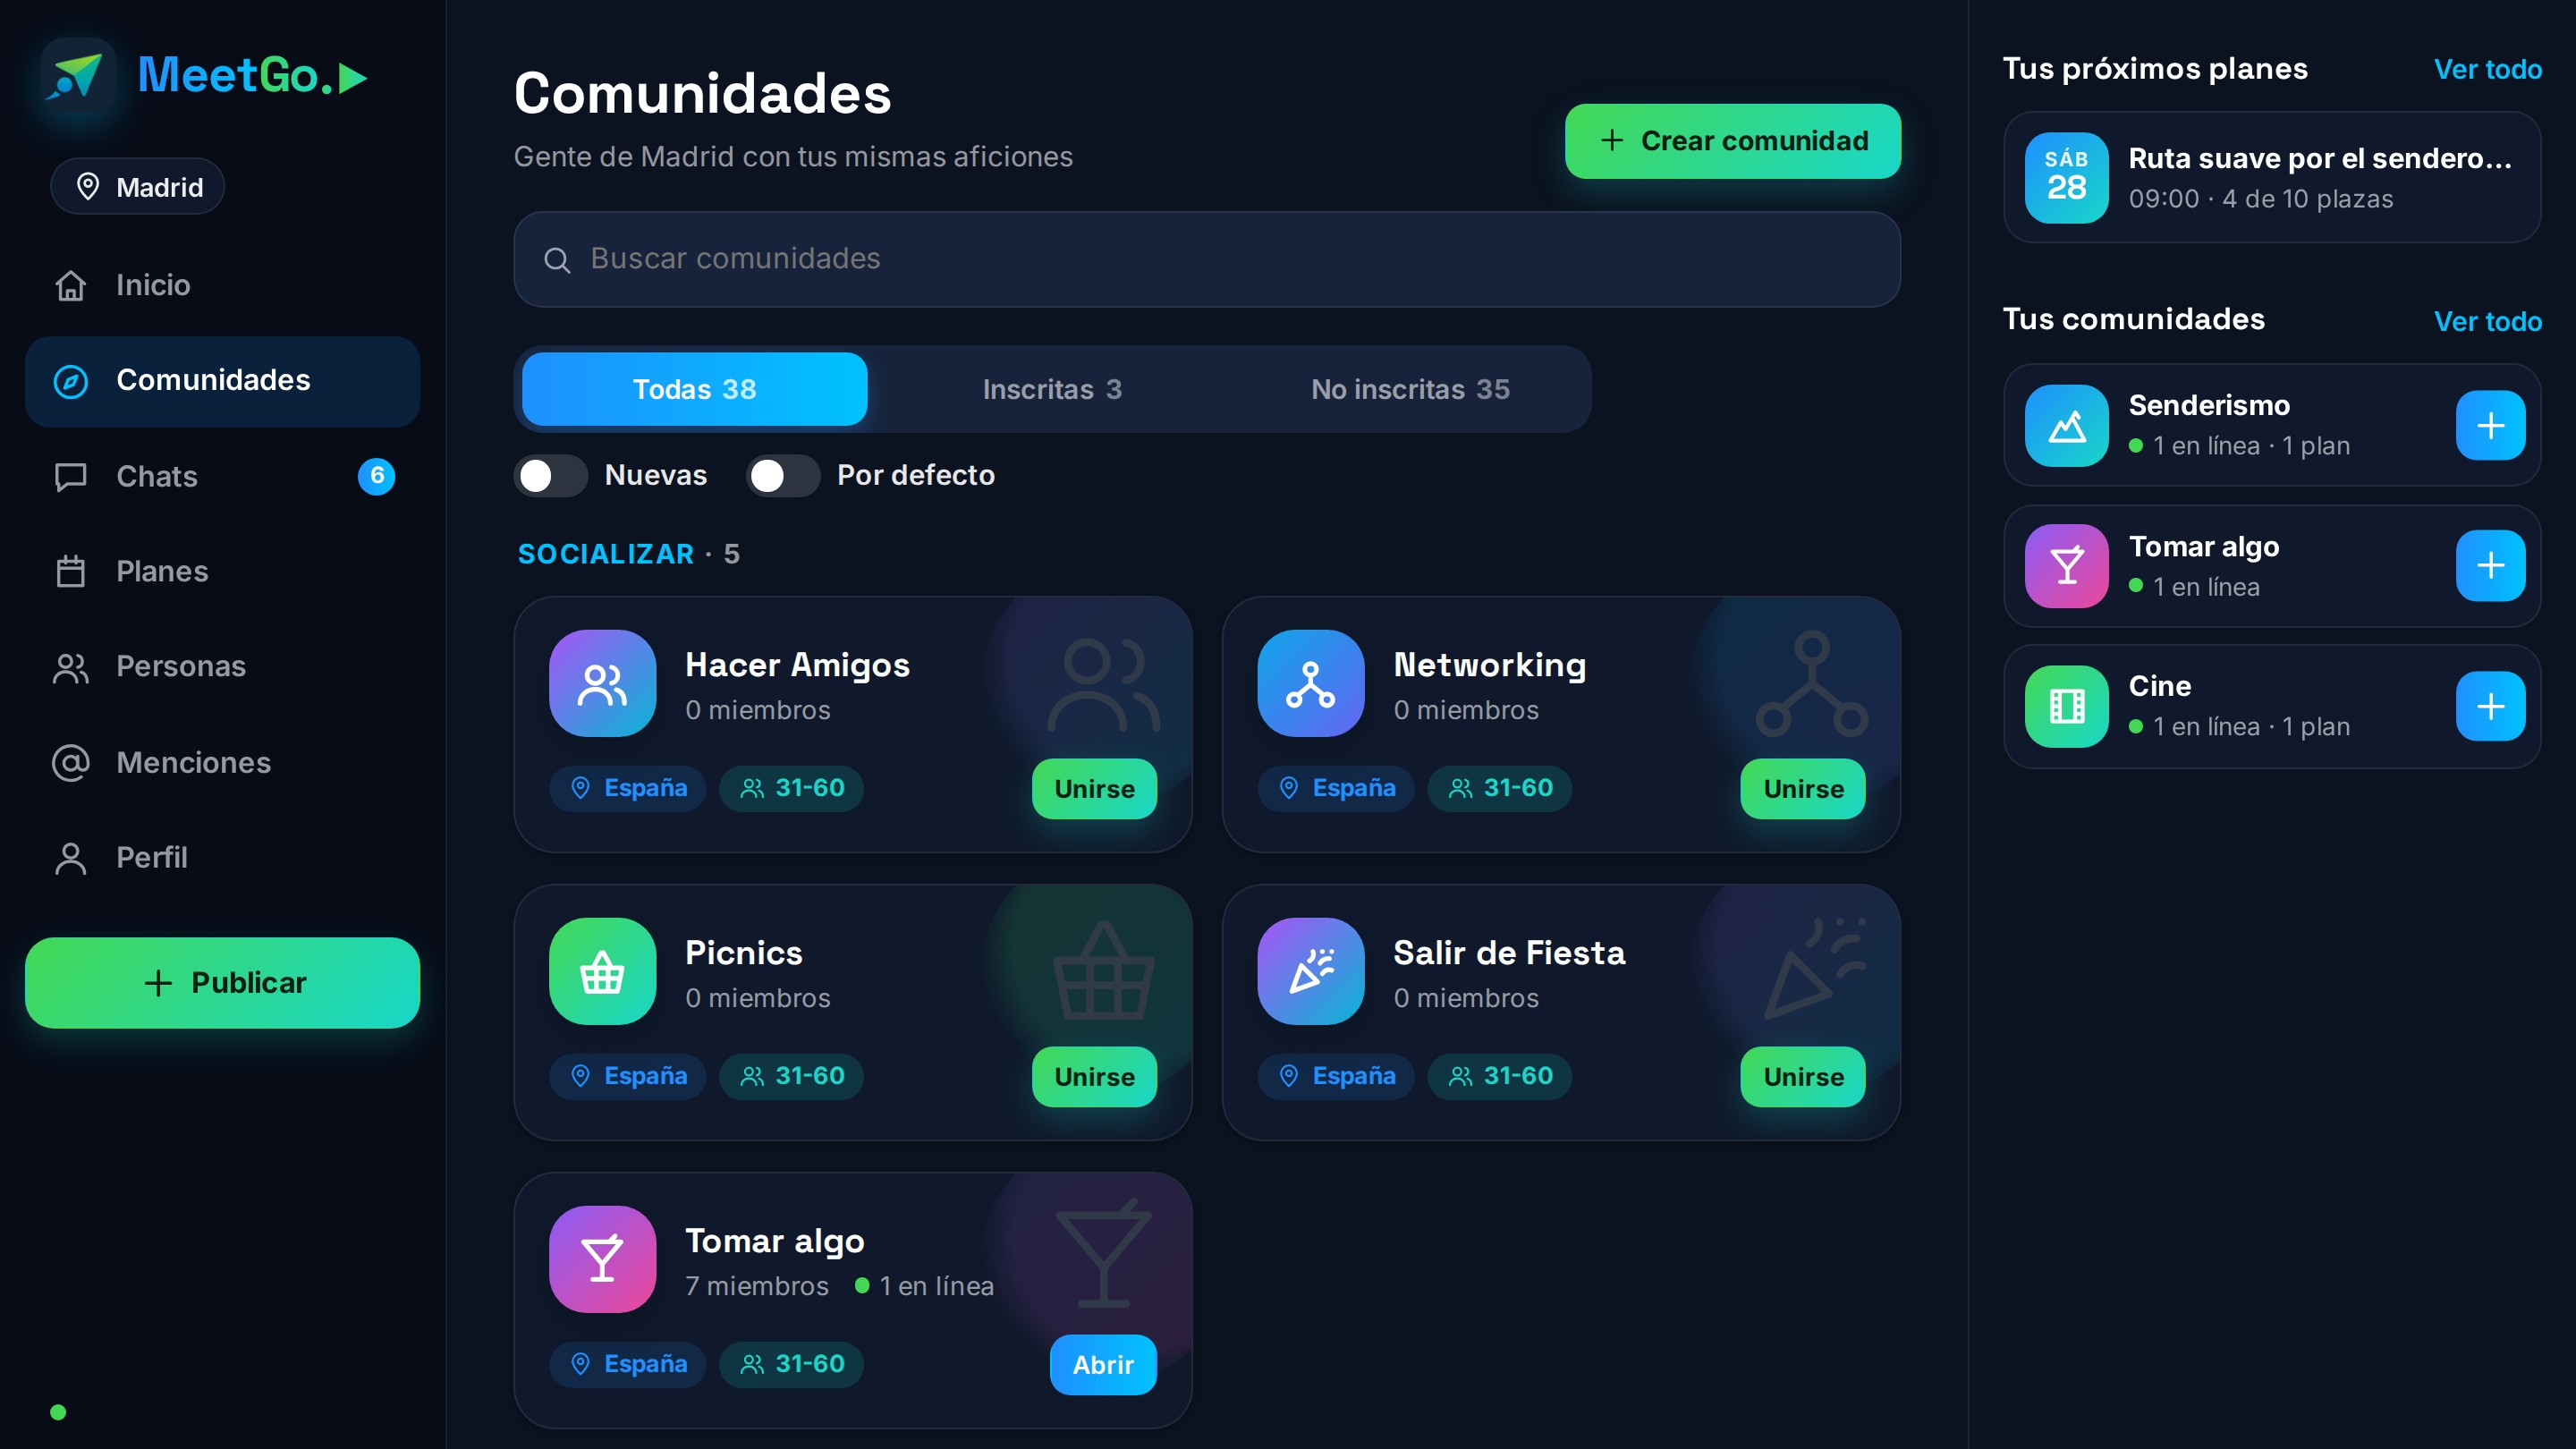 MeetGo.
Madrid
Inicio
Comunidades
Chats
6
Planes
Personas
Menciones
Perfil
Publicar
Comunidades
Gente de Madrid con tus mismas aficiones
Crear comunidad
Buscar comunidades
Todas 38
Inscritas 3
No inscritas 35
Nuevas
Por defecto
SOCIALIZAR · 5
Hacer Amigos
0 miembros
España
31-60
Unirse
Networking
0 miembros
España
31-60
Unirse
Picnics
0 miembros
España
31-60
Unirse
Salir de Fiesta
0 miembros
España
31-60
Unirse
Tomar algo
7 miembros
1 en línea
España
31-60
Abrir
Tus próximos planes
Ver todo
SÁB
28
Ruta suave por el sendero...
09:00 · 4 de 10 plazas
Tus comunidades
Ver todo
Senderismo
1 en línea · 1 plan
Tomar algo
1 en línea
Cine
1 en línea · 1 plan